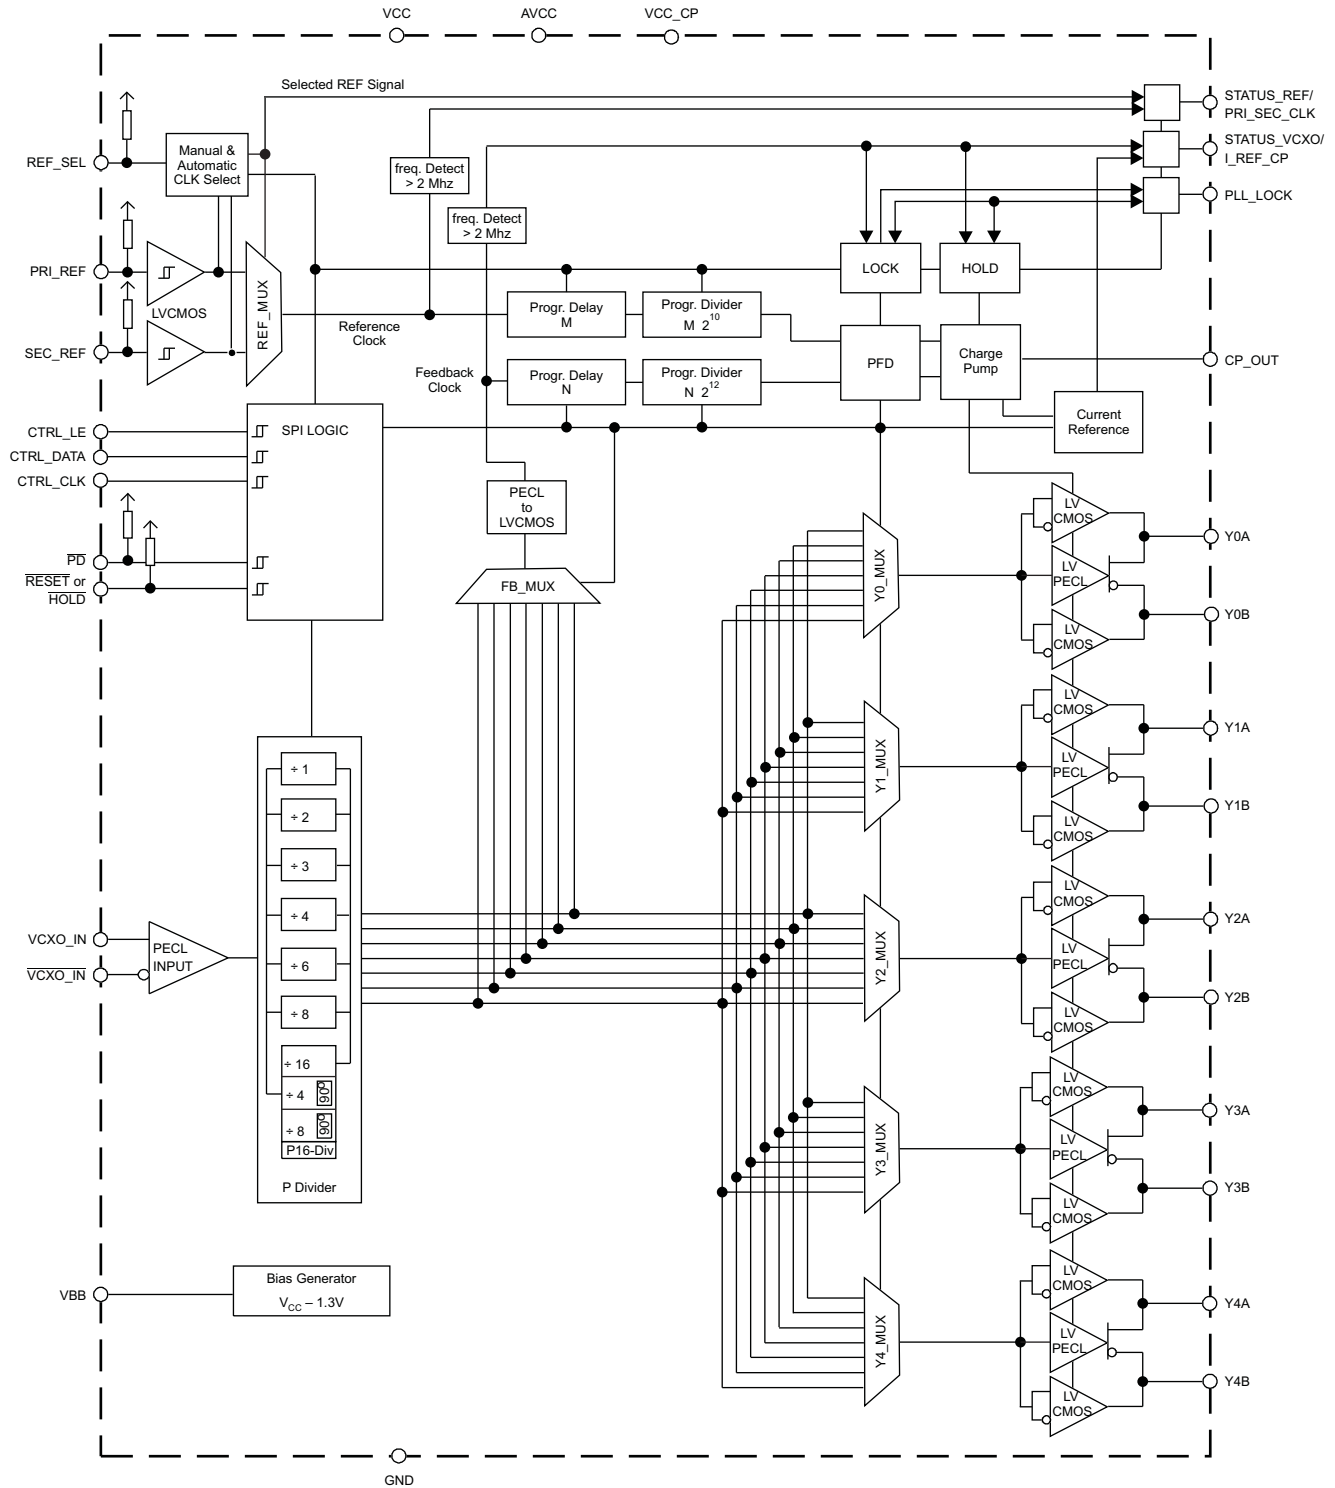 VCC
AVCC
VCC_CP
Selected REF Signal
STATUS_REF/
PRI_SEC_CLK
REF_SEL
Manual &
Automatic
CLK Select
freq. Detect
> 2 Mhz
STATUS_VCXO/
I_REF_CP
PLL_LOCK
freq. Detect
> 2 Mhz
PRI_REF
LVCMOS
REF_MUX
LOCK
HOLD
SEC_REF
Reference
Clock
Progr. Delay
M
Progr. Divider
M 2^10
PFD
Charge
Pump
CP_OUT
Feedback
Clock
Progr. Delay
N
Progr. Divider
N 2^12
Current
Reference
CTRL_LE
CTRL_DATA
CTRL_CLK
SPI LOGIC
PD
RESET or
HOLD
PECL
to
LVCMOS
FB_MUX
Y0_MUX
LV
CMOS
LV
PECL
LV
CMOS
Y0A
Y0B
Y1_MUX
LV
CMOS
LV
PECL
LV
CMOS
Y1A
Y1B
÷ 1
÷ 2
÷ 3
÷ 4
÷ 6
÷ 8
÷ 16
÷ 4
90º
÷ 8
90º
P16-Div
P Divider
VCXO_IN
VCXO_IN
PECL
INPUT
Y2_MUX
LV
CMOS
LV
PECL
LV
CMOS
Y2A
Y2B
Y3_MUX
LV
CMOS
LV
PECL
LV
CMOS
Y3A
Y3B
VBB
Bias Generator
VCC – 1.3V
Y4_MUX
LV
CMOS
LV
PECL
LV
CMOS
Y4A
Y4B
GND